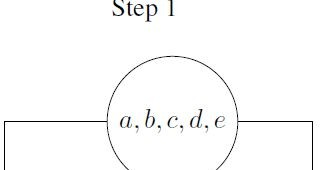 Step 1
a, b, c, d, e